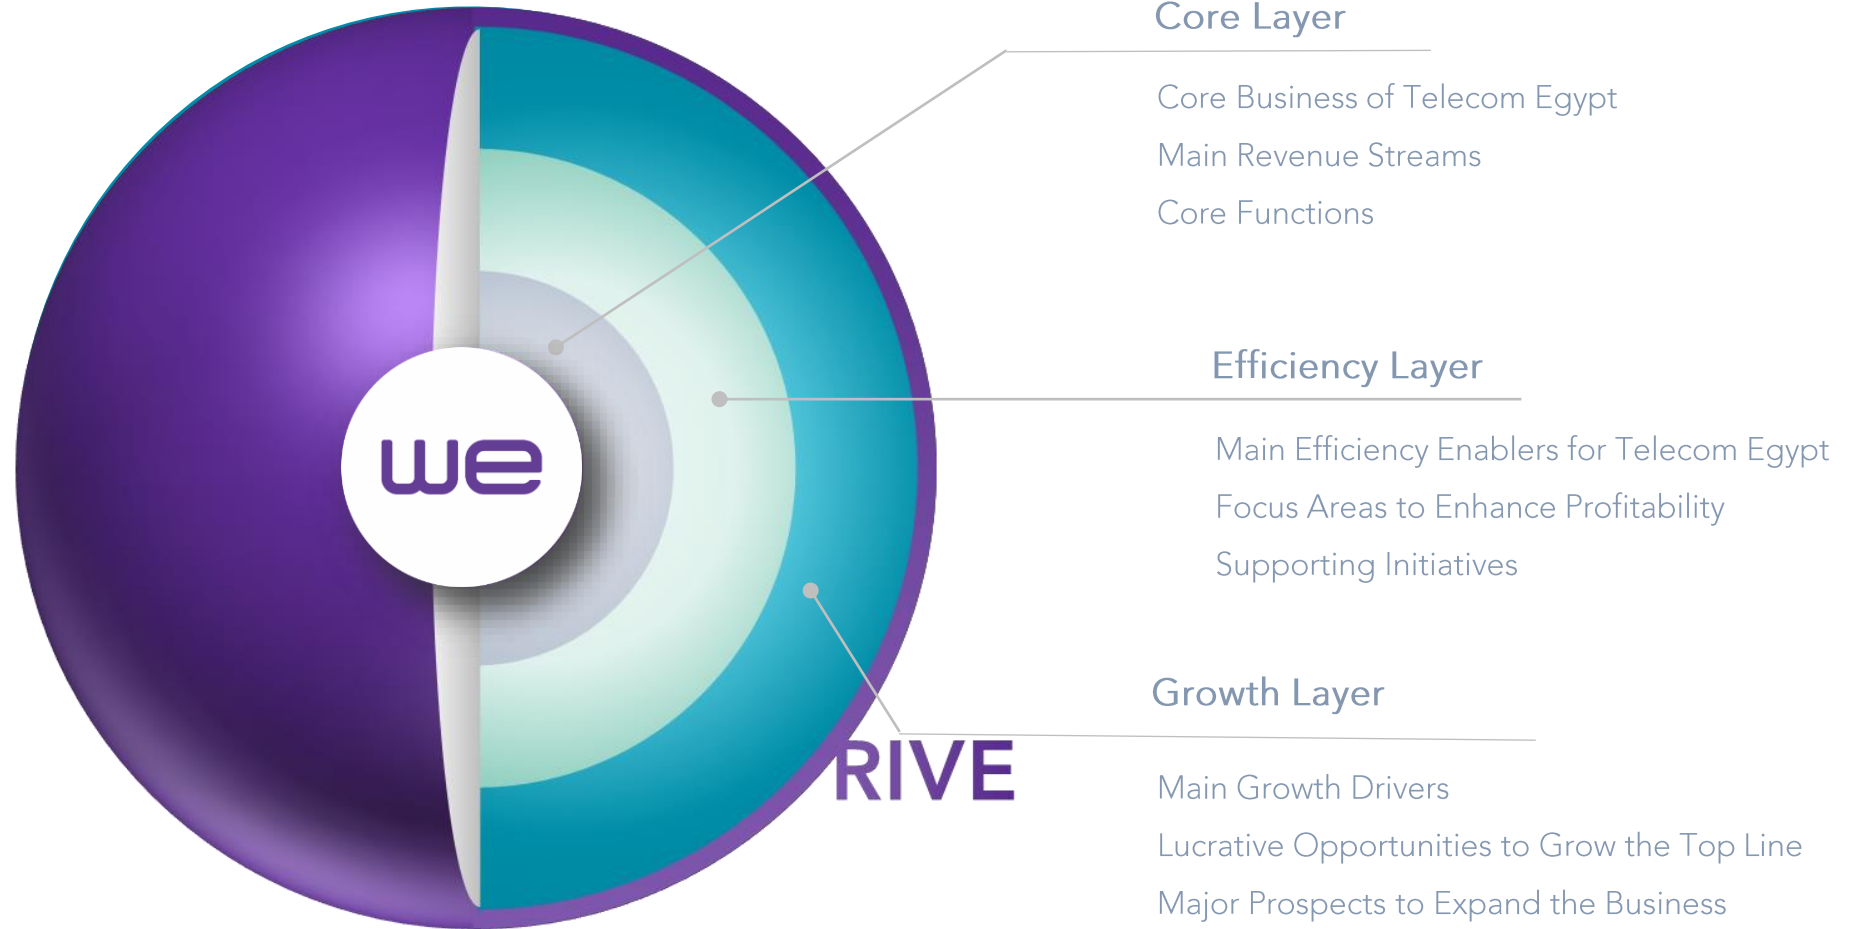 Core Layer
Core Business of Telecom Egypt
Main Revenue Streams
Core Functions
Efficiency Layer
we
Main Efficiency Enablers for Telecom Egypt
Focus Areas to Enhance Profitability
Supporting Initiatives
Growth Layer
RIVE
Main Growth Drivers
Lucrative Opportunities to Grow the Top Line
Major Prospects to Expand the Business